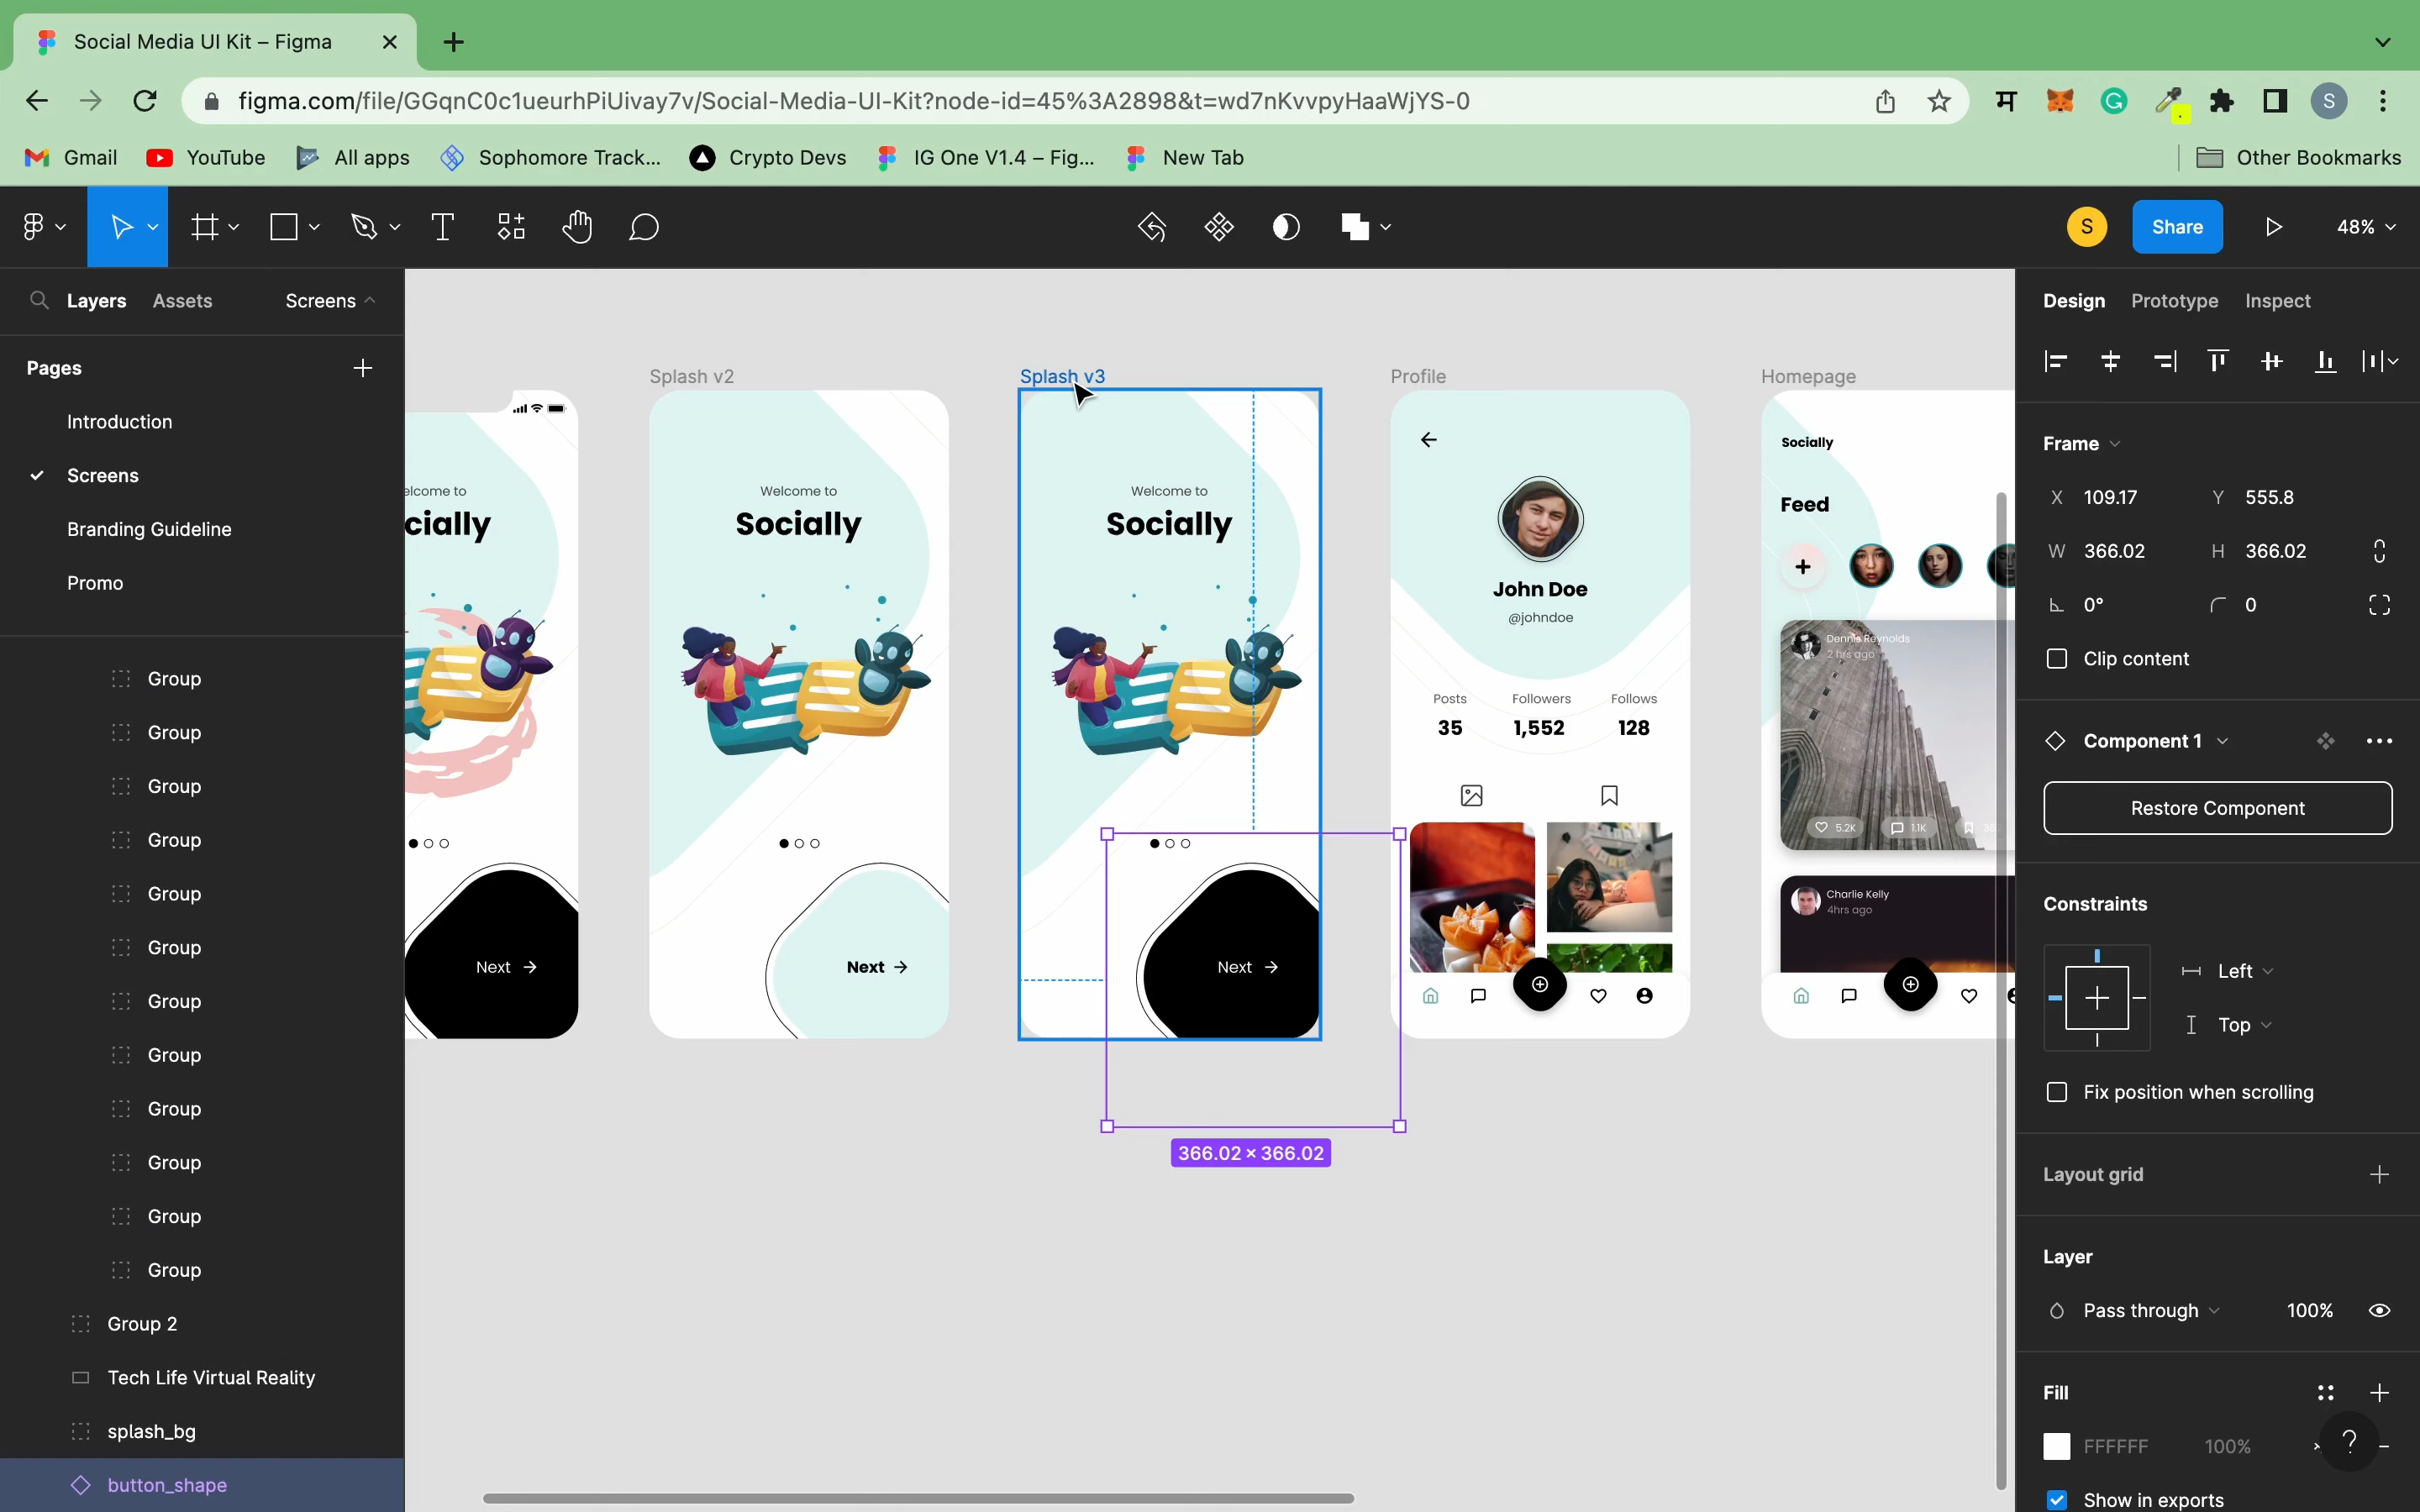 Social Media UI Kit – Figma
figma.com/file/GGqnC0c1ueurhPiUivay7v/Social-Media-UI-Kit?node-id=45%3A2898&t=wd7nKvvpyHaaWjYS-0
S
Gmail
YouTube
All apps
Sophomore Track...
Crypto Devs
IG One V1.4 – Fig...
New Tab
Other Bookmarks
S
Share
48%
Layers
Assets
Screens
Pages
Introduction
Screens
Branding Guideline
Promo
Group
Group
Group
Group
Group
Group
Group
Group
Group
Group
Group
Group
Group 2
Tech Life Virtual Reality
splash_bg
button_shape
elcome to
cially
Next
Splash v2
Welcome to
Socially
Next
Splash v3
Welcome to
Socially
Next
366.02 × 366.02
Profile
John Doe
@johndoe
Posts
Followers
Follows
35
1,552
128
Homepage
Socially
Feed
Dennis Reynolds
2 hrs ago
5.2K
1.1K
Charlie Kelly
4hrs ago
Design
Prototype
Inspect
Frame
X 109.17
Y 555.8
W 366.02
H 366.02
0°
0
Clip content
Component 1
Restore Component
Constraints
Left
Top
Fix position when scrolling
Layout grid
Layer
Pass through
100%
Fill
FFFFFF
100%
?
Show in exports